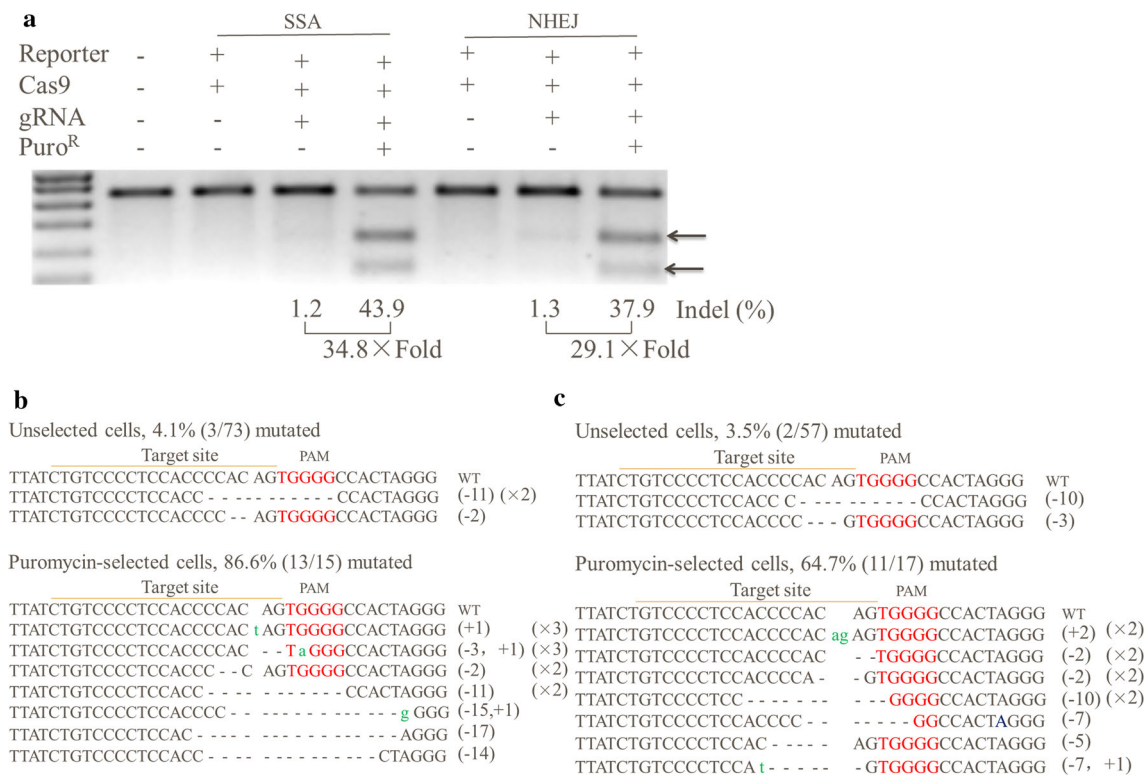 a
SSA NHEJ
Reporter - + + + + + +
Cas9 - + + + + + +
gRNA - - + + - + +
Puro^R - - - + - - +
1.2 43.9 1.3 37.9 Indel (%)
34.8 × Fold 29.1 × Fold
b
Unselected cells, 4.1% (3/73) mutated
Target site PAM
TTATCTGTCCCCTCCACCCCAC AGTGGGGCCACTAGGG WT
TTATCTGTCCCCTCCACC - - - - - - - - - - - CCACTAGGG (-11) (×2)
TTATCTGTCCCCTCCACCCC - - AGTGGGGCCACTAGGG (-2)
Puromycin-selected cells, 86.6% (13/15) mutated
Target site PAM
TTATCTGTCCCCTCCACCCCAC AGTGGGGCCACTAGGG WT
TTATCTGTCCCCTCCACCCCAC t AGTGGGGCCACTAGGG (+1) (×3)
TTATCTGTCCCCTCCACCCCAC - - T a GGGCCACTAGGG (-3, +1) (×3)
TTATCTGTCCCCTCCACCCC - - C AGTGGGGCCACTAGGG (-2) (×2)
TTATCTGTCCCCTCCACC - - - - - - - - - - - CCACTAGGG (-11) (×2)
TTATCTGTCCCCTCCACCCC - - - - - - - - - - - - - - - g GGG (-15,+1)
TTATCTGTCCCCTCCAC - - - - - - - - - - - - - - - - - AGGG (-17)
TTATCTGTCCCCTCCACC - - - - - - - - - - - - - - CTAGGG (-14)
c
Unselected cells, 3.5% (2/57) mutated
Target site PAM
TTATCTGTCCCCTCCACCCCAC AGTGGGGCCACTAGGG WT
TTATCTGTCCCCTCCACC C - - - - - - - - - - CCACTAGGG (-10)
TTATCTGTCCCCTCCACCCC - - - GTGGGGCCACTAGGG (-3)
Puromycin-selected cells, 64.7% (11/17) mutated
Target site PAM
TTATCTGTCCCCTCCACCCCAC AGTGGGGCCACTAGGG WT
TTATCTGTCCCCTCCACCCCAC ag AGTGGGGCCACTAGGG (+2) (×2)
TTATCTGTCCCCTCCACCCCAC - - TGGGGCCACTAGGG (-2) (×2)
TTATCTGTCCCCTCCACCCCA - - GTGGGGCCACTAGGG (-2) (×2)
TTATCTGTCCCCTCCACC - - - - - - - - - - GGGGCCACTAGGG (-10) (×2)
TTATCTGTCCCCTCCACCCC - - - - - - - GGCCACTAGGG (-7)
TTATCTGTCCCCTCCAC - - - - - AGTGGGGCCACTAGGG (-5)
TTATCTGTCCCCTCCA t - - - - - - - GTGGGGCCACTAGGG (-7, +1)